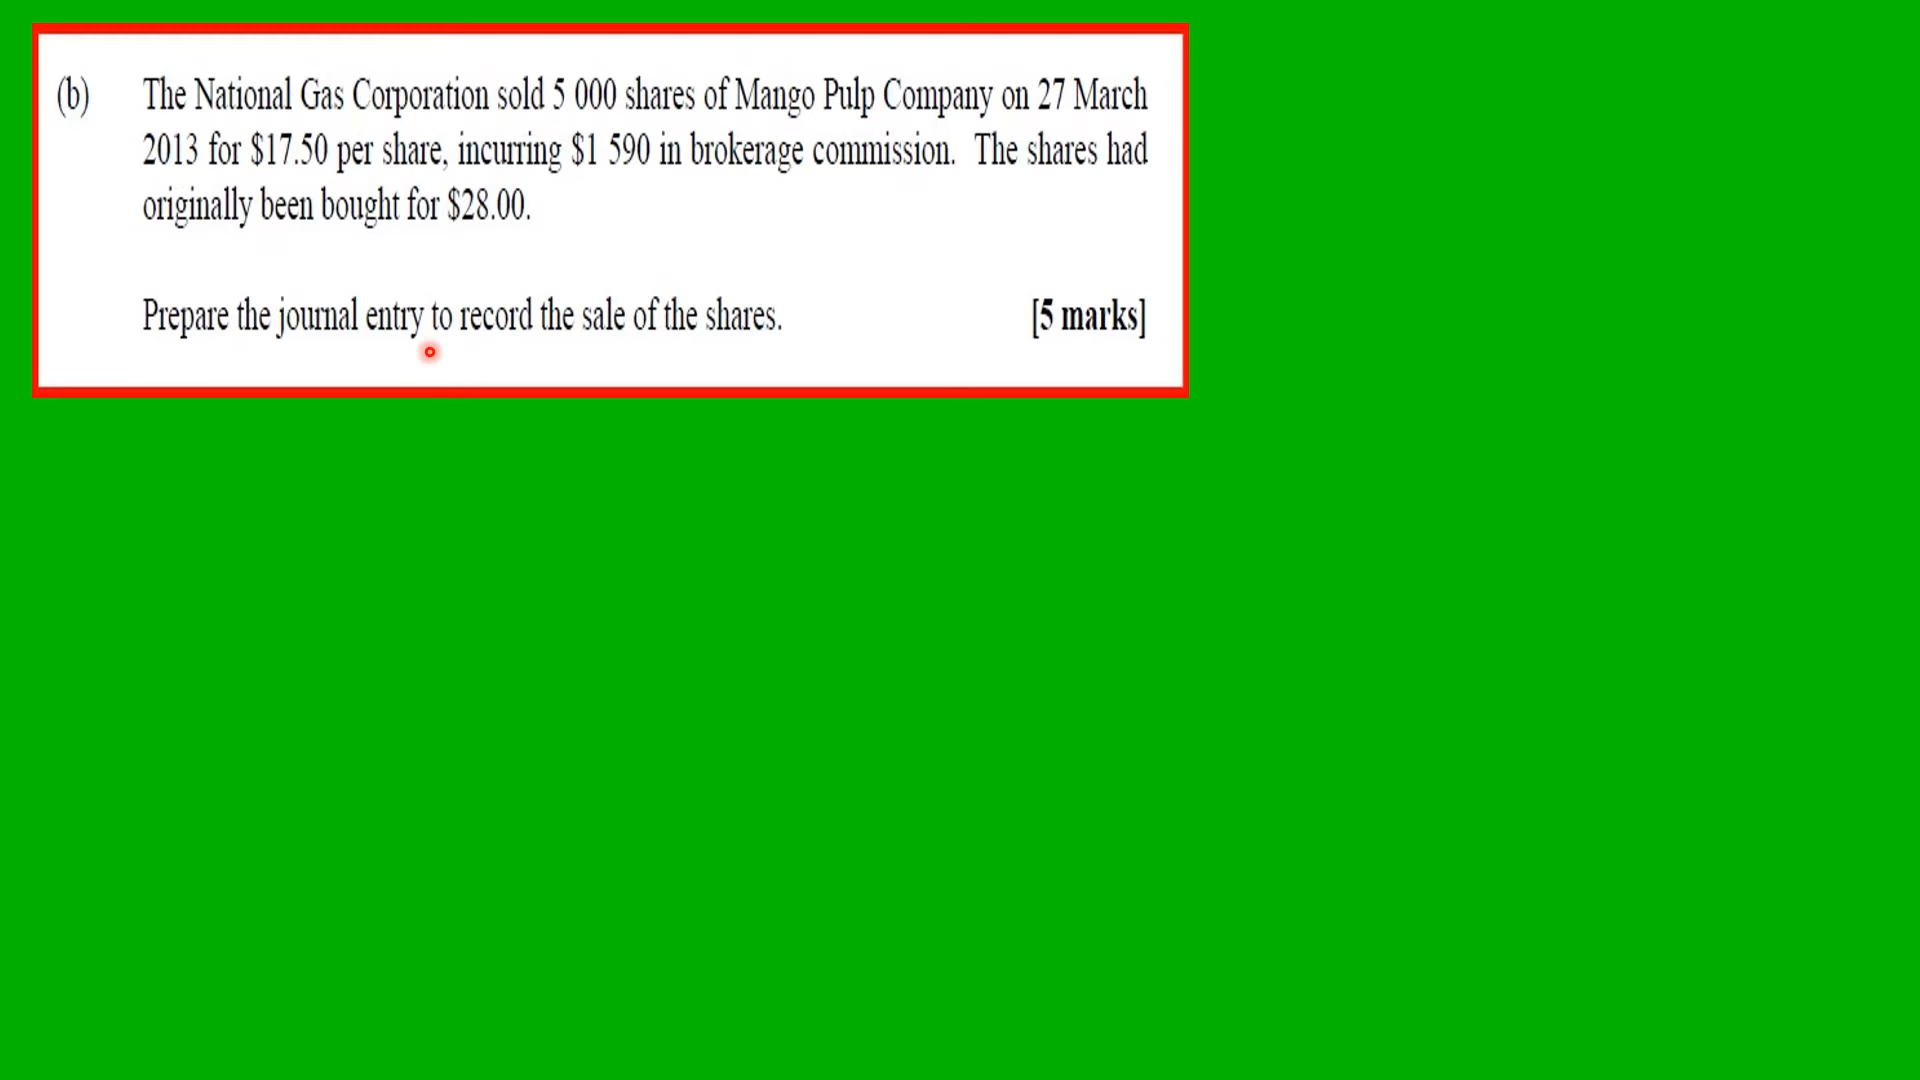 (b) The National Gas Corporation sold 5 000 shares of Mango Pulp Company on 27 March
2013 for $17.50 per share, incurring $1 590 in brokerage commission. The shares had
originally been bought for $28.00.
Prepare the journal entry to record the sale of the shares. [5 marks]